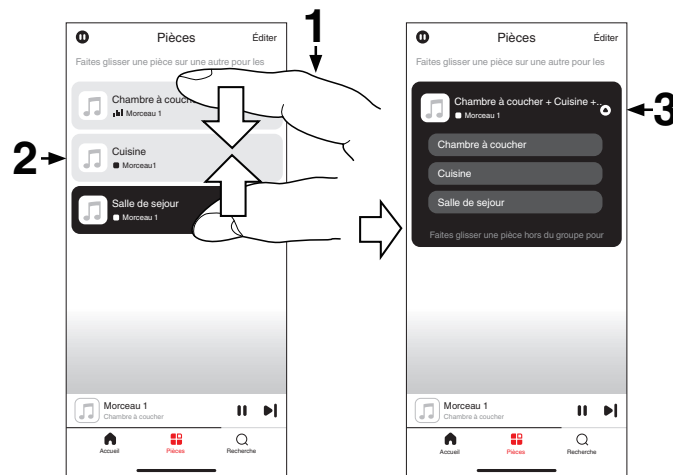 1
Pièces
Éditer
Faites glisser une pièce sur une autre pour les
Chambre à couch
Morceau 1
2
Cuisine
Morceau1
Salle de sejour
Morceau 1
Morceau 1
Chambre à coucher
Accueil
Pièces
Recherche
Pièces
Éditer
Faites glisser une pièce sur une autre pour les
Chambre à coucher + Cuisine +..
Morceau 1
3
Chambre à coucher
Cuisine
Salle de sejour
Faites glisser une pièce hors du groupe pour
Morceau 1
Chambre à coucher
Accueil
Pièces
Recherche